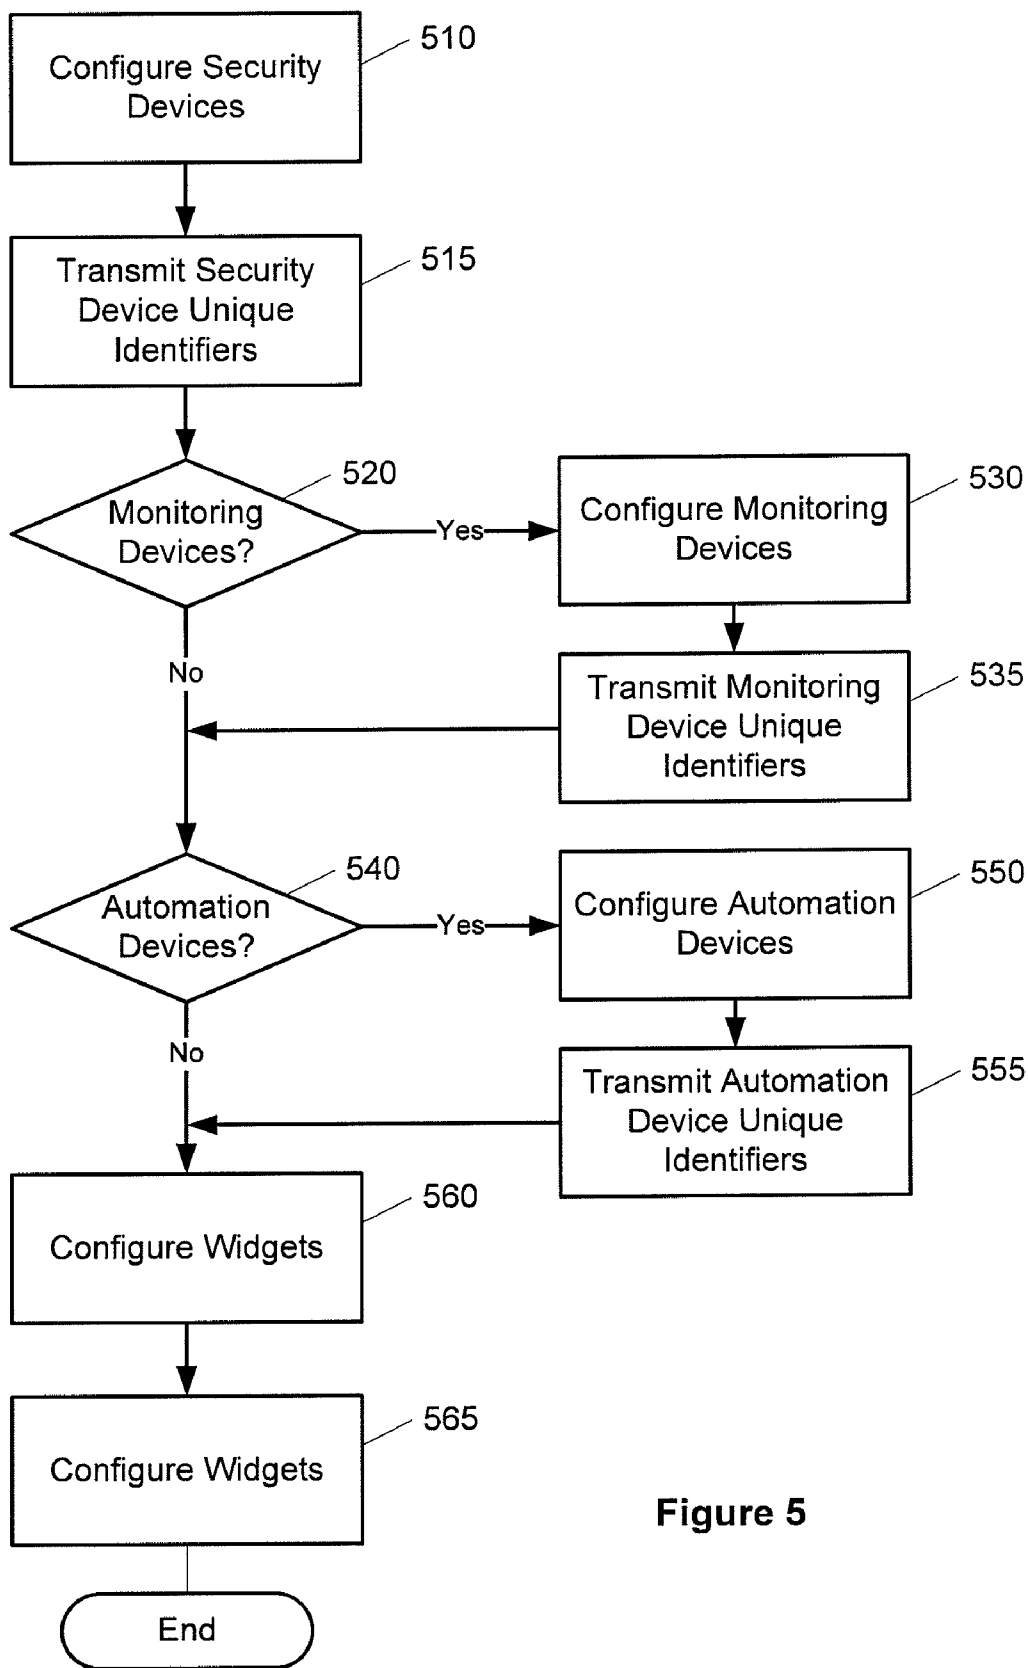 Configure Security
Devices
510
Transmit Security
Device Unique
Identifiers
515
Monitoring
Devices?
520
Yes
No
Configure Monitoring
Devices
530
Transmit Monitoring
Device Unique
Identifiers
535
Automation
Devices?
540
Yes
No
Configure Automation
Devices
550
Transmit Automation
Device Unique
Identifiers
555
Configure Widgets
560
Configure Widgets
565
End
Figure 5